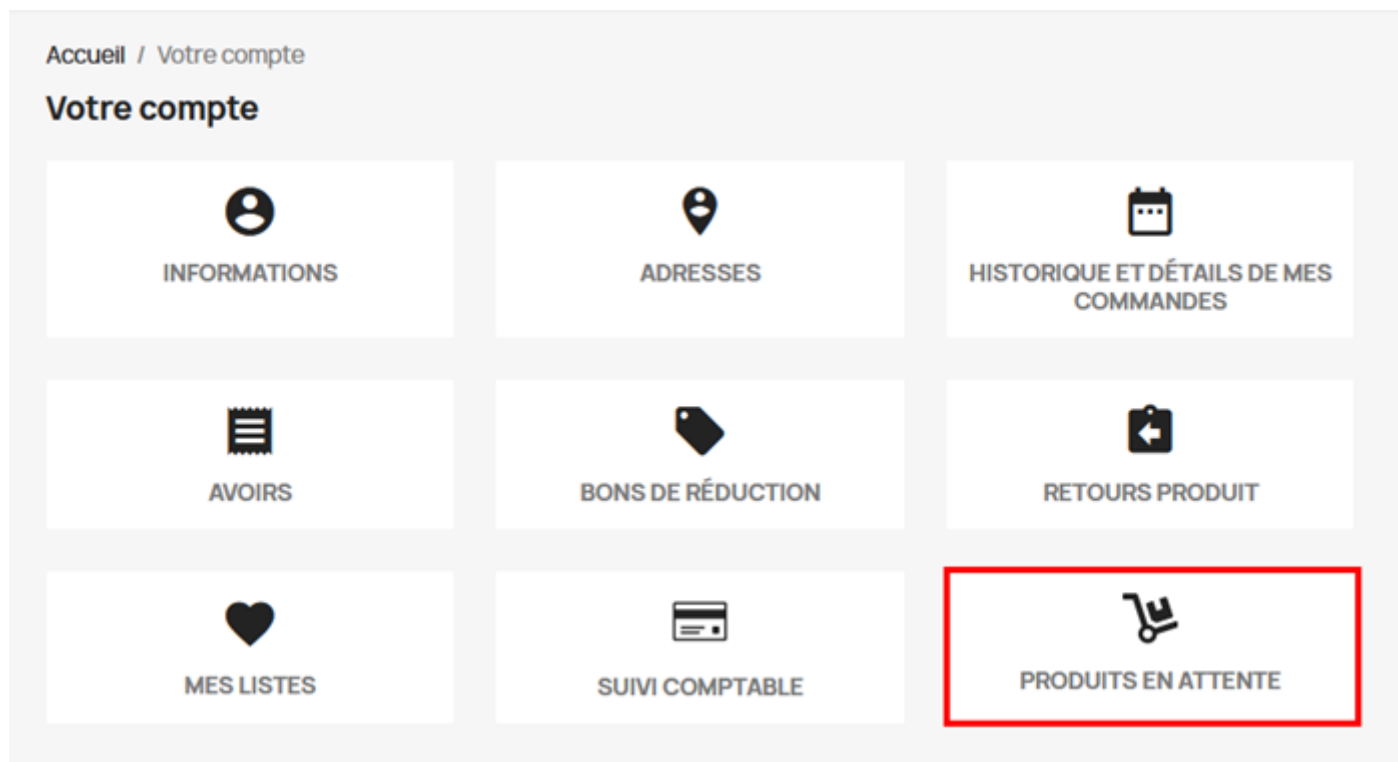 Accueil / Votre compte
Votre compte
INFORMATIONS
ADRESSES
HISTORIQUE ET DÉTAILS DE MES
COMMANDES
AVOIRS
BONS DE RÉDUCTION
RETOURS PRODUIT
MES LISTES
SUIVI COMPTABLE
PRODUITS EN ATTENTE